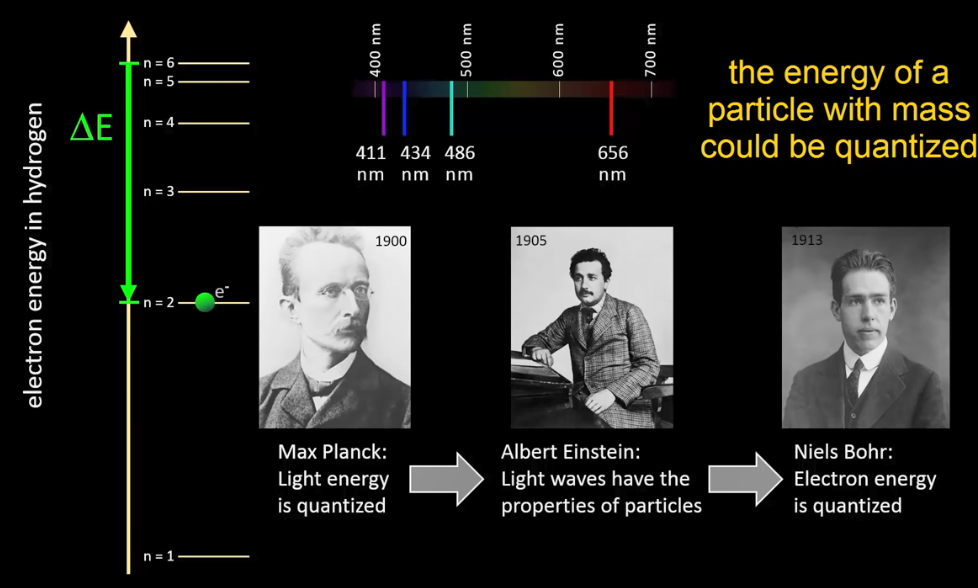 electron energy in hydrogen
ΔE
n = 6
n = 5
n = 4
n = 3
n = 2
e-
n = 1
400 nm
500 nm
600 nm
700 nm
411
nm
434
nm
486
nm
656
nm
the energy of a
particle with mass
could be quantized
1900
Max Planck:
Light energy
is quantized
1905
Albert Einstein:
Light waves have the
properties of particles
1913
Niels Bohr:
Electron energy
is quantized